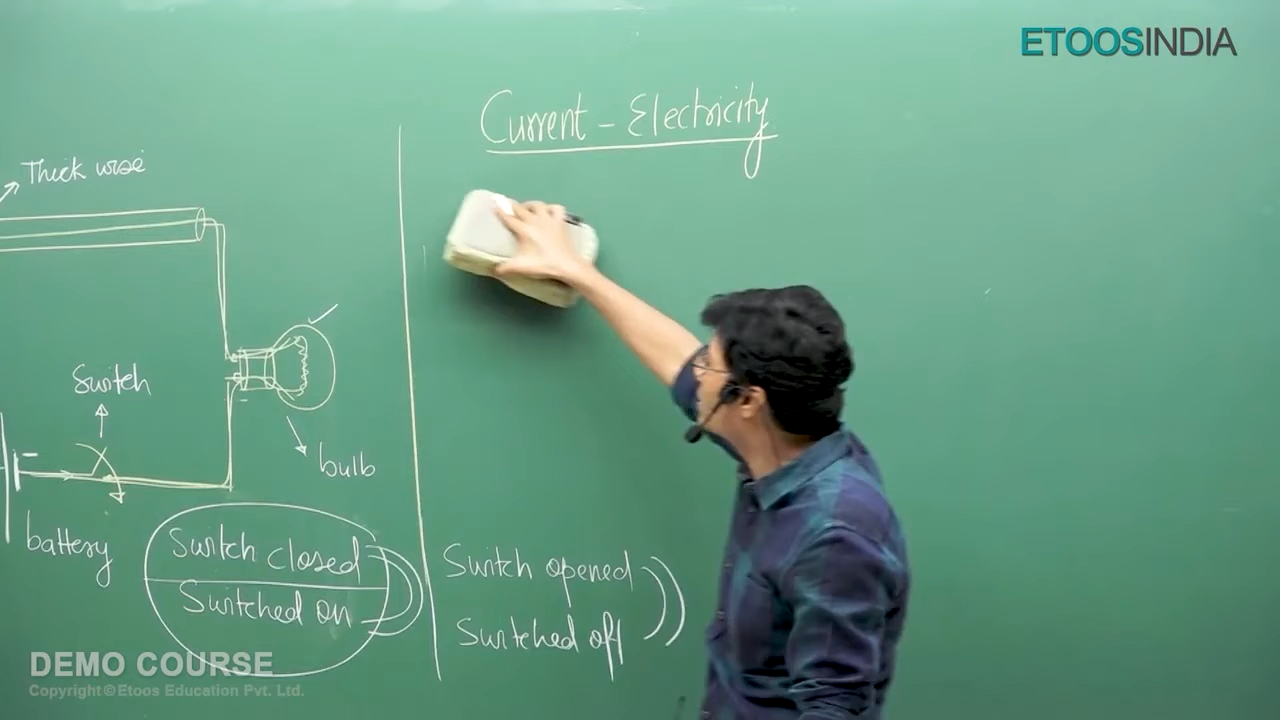 ETOOSINDIA
Current - Electricity
Thick wire
Switch
bulb
battery
Switch closed
Switched on
Switch opened
Switched off
DEMO COURSE
Copyright © Etoos Education Pvt. Ltd.